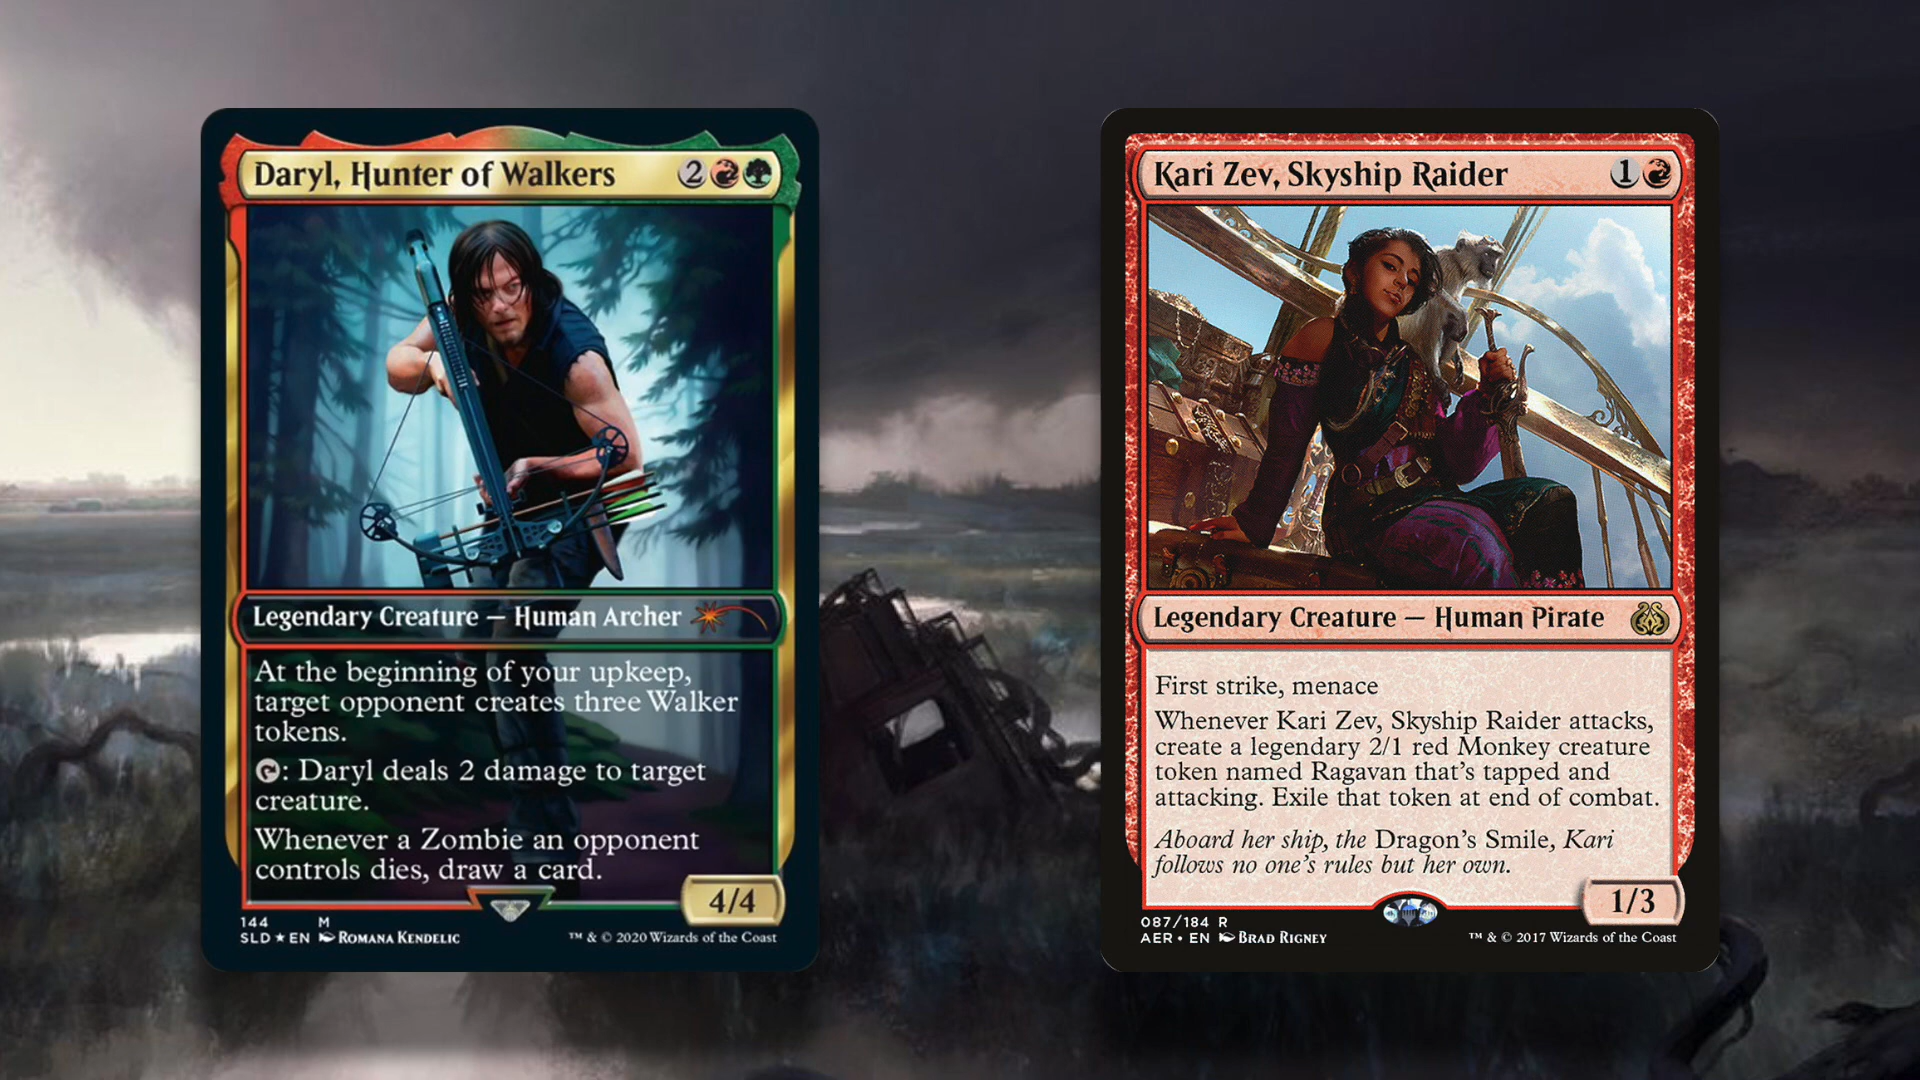 Daryl, Hunter of Walkers 2
Legendary Creature — Human Archer
At the beginning of your upkeep,
target opponent creates three Walker
tokens.
: Daryl deals 2 damage to target
creature.
Whenever a Zombie an opponent
controls dies, draw a card.
4/4
144 M
SLD ★ EN Romana Kendelic
™ & © 2020 Wizards of the Coast
Kari Zev, Skyship Raider 1
Legendary Creature — Human Pirate
First strike, menace
Whenever Kari Zev, Skyship Raider attacks,
create a legendary 2/1 red Monkey creature
token named Ragavan that's tapped and
attacking. Exile that token at end of combat.
Aboard her ship, the Dragon's Smile, Kari
follows no one's rules but her own.
1/3
087/184 R
AER • EN Brad Rigney
™ & © 2017 Wizards of the Coast